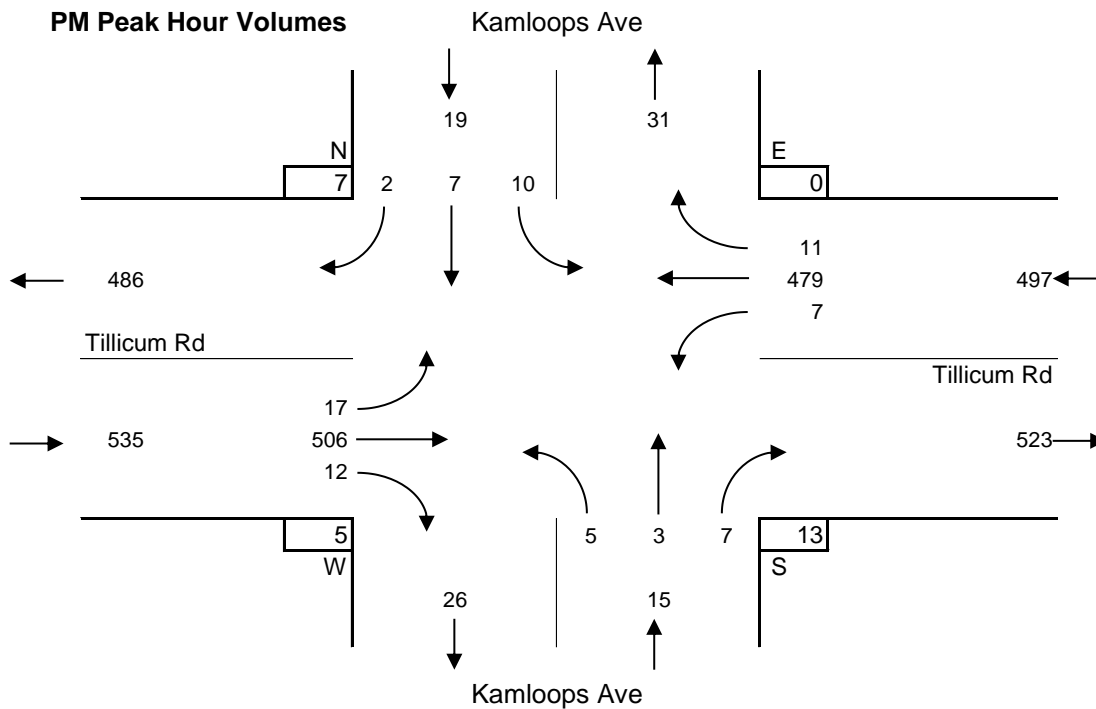 PM Peak Hour Volumes Kamloops Ave
19 31
N E
7 2 7 10 0
11
486 479 497
7
Tillicum Rd
Tillicum Rd
17
535 506 523
12
5 5 3 7 13
W S
26 15
Kamloops Ave